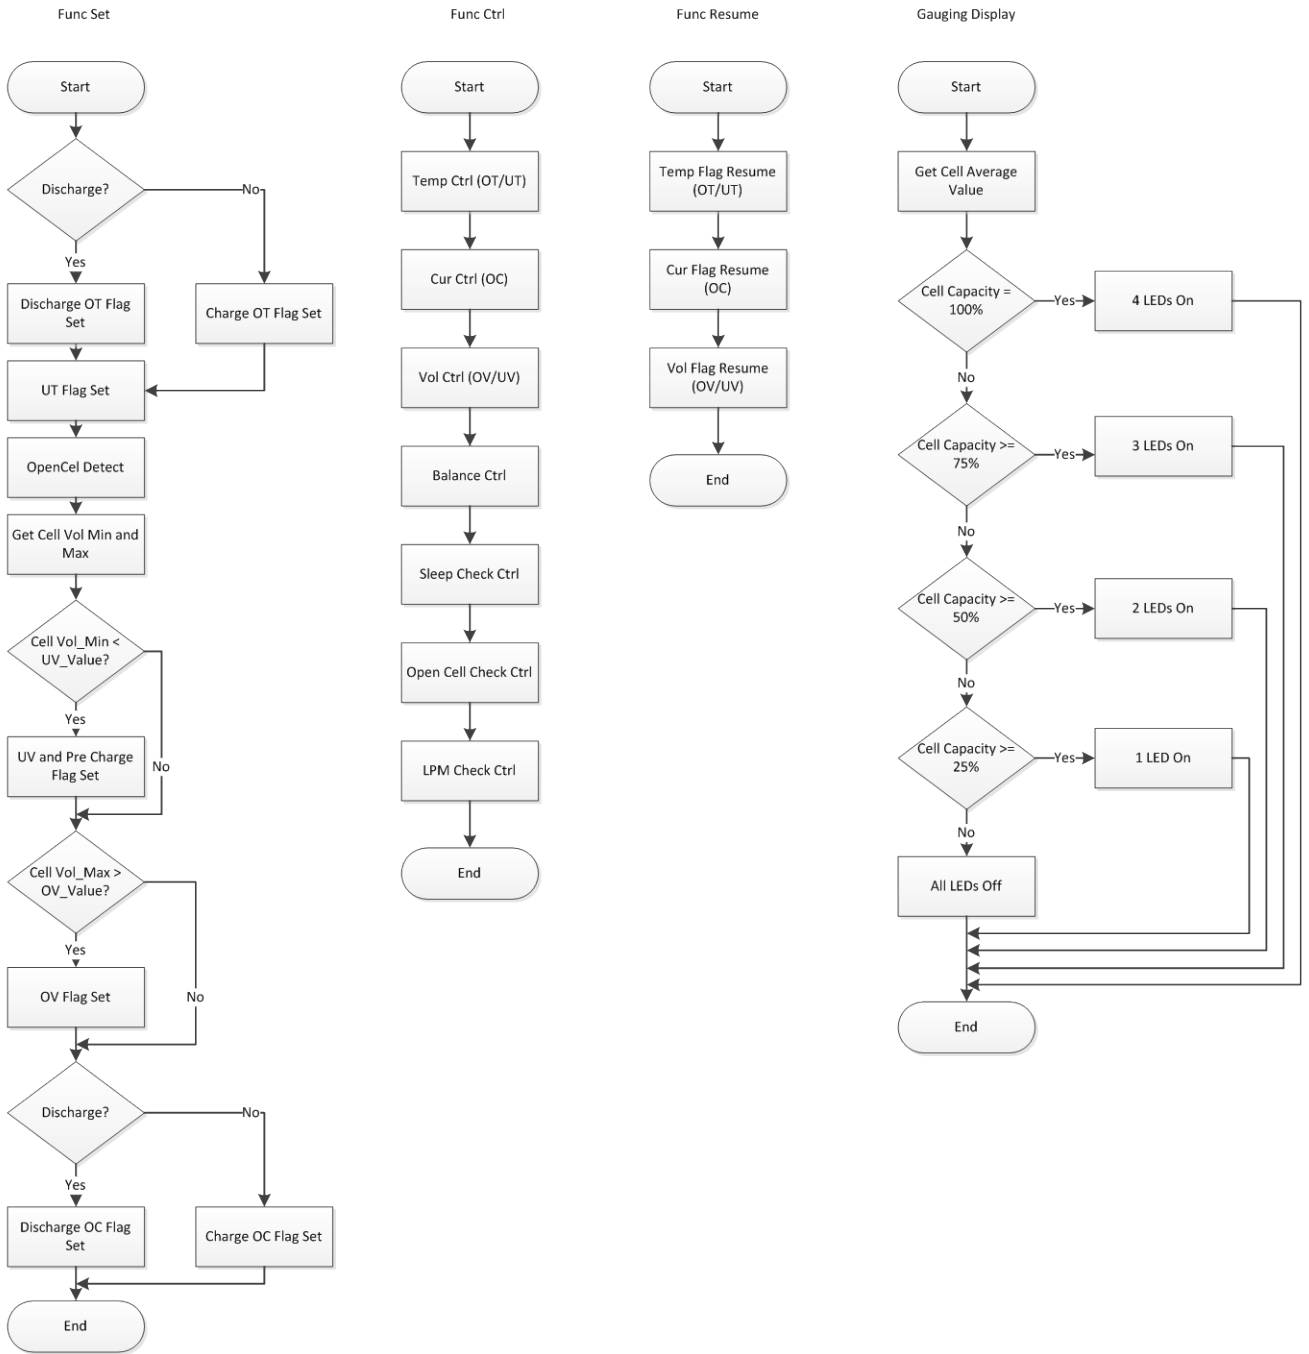 Func Set
Start
Discharge?
No
Yes
Discharge OT Flag
Set
Charge OT Flag Set
UT Flag Set
OpenCel Detect
Get Cell Vol Min and
Max
Cell Vol_Min <
UV_Value?
Yes
No
UV and Pre Charge
Flag Set
Cell Vol_Max >
OV_Value?
Yes
No
OV Flag Set
Discharge?
No
Yes
Discharge OC Flag
Set
Charge OC Flag Set
End
Func Ctrl
Start
Temp Ctrl (OT/UT)
Cur Ctrl (OC)
Vol Ctrl (OV/UV)
Balance Ctrl
Sleep Check Ctrl
Open Cell Check Ctrl
LPM Check Ctrl
End
Func Resume
Start
Temp Flag Resume
(OT/UT)
Cur Flag Resume
(OC)
Vol Flag Resume
(OV/UV)
End
Gauging Display
Start
Get Cell Average
Value
Cell Capacity =
100%
Yes
4 LEDs On
No
Cell Capacity >=
75%
Yes
3 LEDs On
No
Cell Capacity >=
50%
Yes
2 LEDs On
No
Cell Capacity >=
25%
Yes
1 LED On
No
All LEDs Off
End